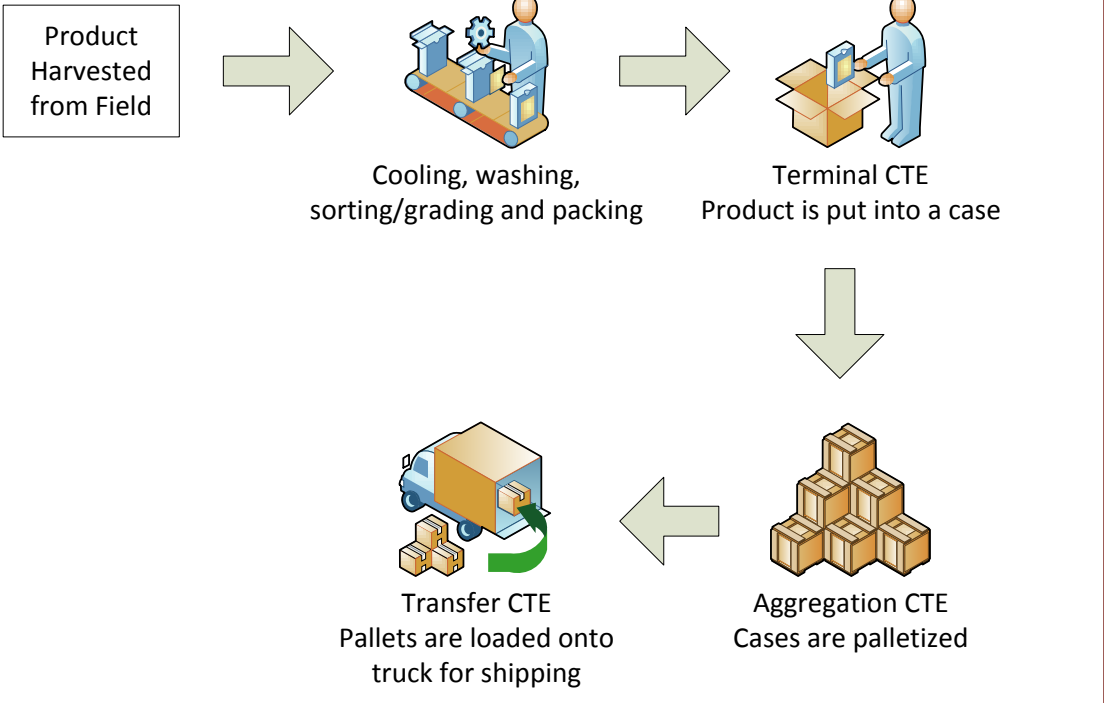 Product
Harvested
from Field
Cooling, washing,
sorting/grading and packing
Terminal CTE
Product is put into a case
Transfer CTE
Pallets are loaded onto
truck for shipping
Aggregation CTE
Cases are palletized